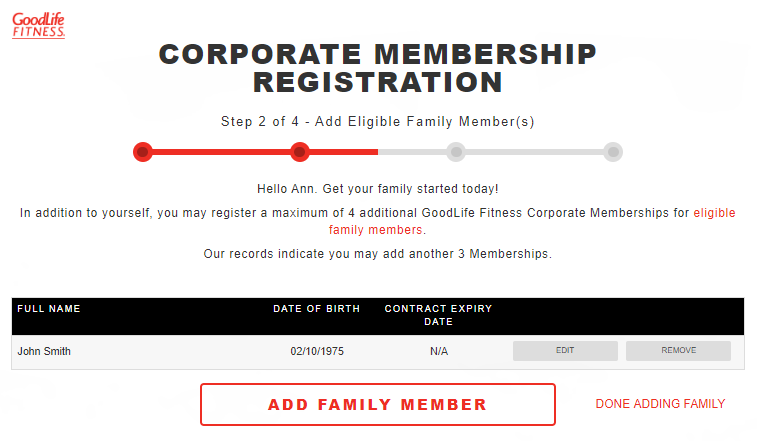 GoodLife
FITNESS
CORPORATE MEMBERSHIP
REGISTRATION
Step 2 of 4 - Add Eligible Family Member(s)
Hello Ann. Get your family started today!
In addition to yourself, you may register a maximum of 4 additional GoodLife Fitness Corporate Memberships for eligible
family members.
Our records indicate you may add another 3 Memberships.
FULL NAME DATE OF BIRTH CONTRACT EXPIRY
DATE
John Smith 02/10/1975 N/A EDIT REMOVE
ADD FAMILY MEMBER DONE ADDING FAMILY